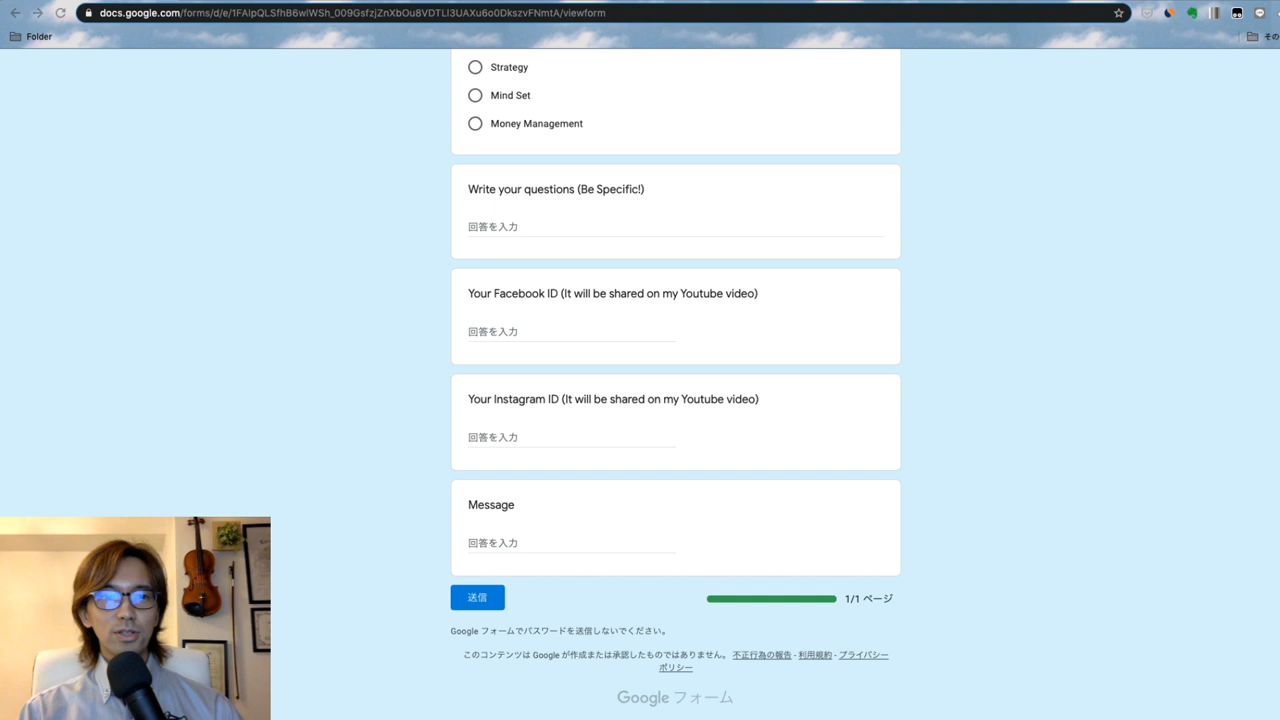 docs.google.com/forms/d/e/1FAIpQLSfhB6wIWSh_009GsfzjZnXbOu8VDTLl3UAXu6o0DkszvFNmtA/viewform
Folder
その
Strategy
Mind Set
Money Management
Write your questions (Be Specific!)
回答を入力
Your Facebook ID (It will be shared on my Youtube video)
回答を入力
Your Instagram ID (It will be shared on my Youtube video)
回答を入力
Message
回答を入力
送信
1/1 ページ
Google フォームでパスワードを送信しないでください。
このコンテンツは Google が作成または承認したものではありません。 不正行為の報告 - 利用規約 - プライバシー
ポリシー
Google フォーム